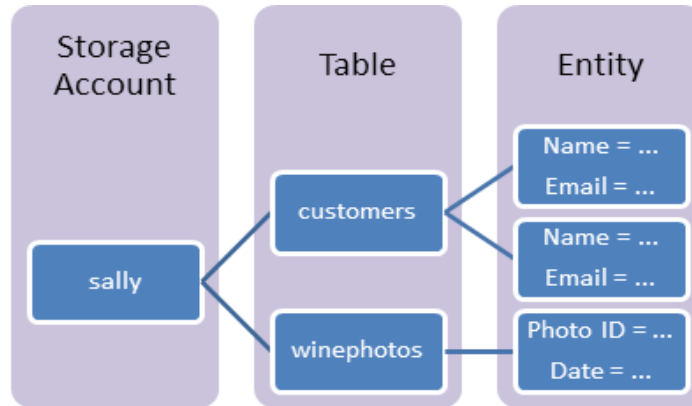 Storage
Account
Table
Entity
sally
customers
winephotos
Name = ...
Email = ...
Name = ...
Email = ...
Photo ID = ...
Date = ...